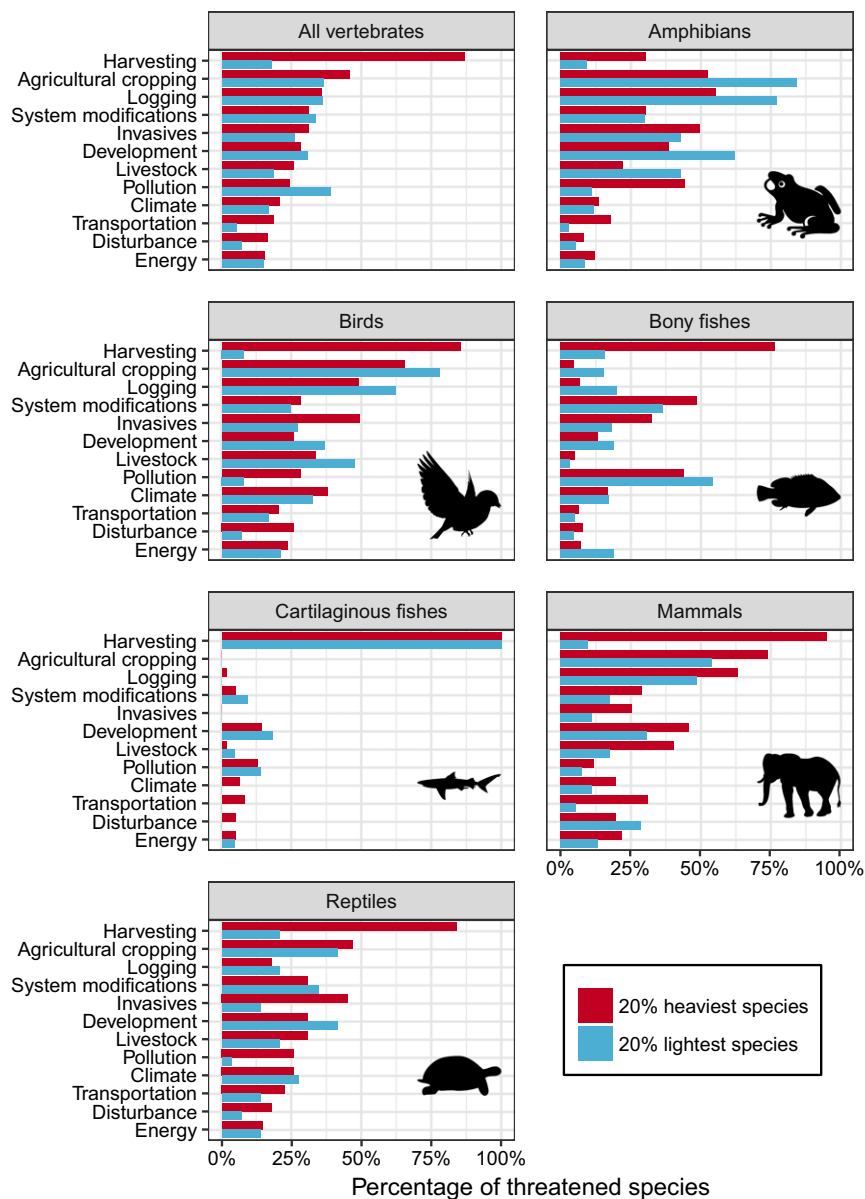 All vertebrates
Harvesting
Agricultural cropping
Logging
System modifications
Invasives
Development
Livestock
Pollution
Climate
Transportation
Disturbance
Energy
Amphibians
Birds
Harvesting
Agricultural cropping
Logging
System modifications
Invasives
Development
Livestock
Pollution
Climate
Transportation
Disturbance
Energy
Bony fishes
Cartilaginous fishes
Harvesting
Agricultural cropping
Logging
System modifications
Invasives
Development
Livestock
Pollution
Climate
Transportation
Disturbance
Energy
Mammals
0% 25% 50% 75% 100%
Reptiles
Harvesting
Agricultural cropping
Logging
System modifications
Invasives
Development
Livestock
Pollution
Climate
Transportation
Disturbance
Energy
0% 25% 50% 75% 100%
20% heaviest species
20% lightest species
Percentage of threatened species